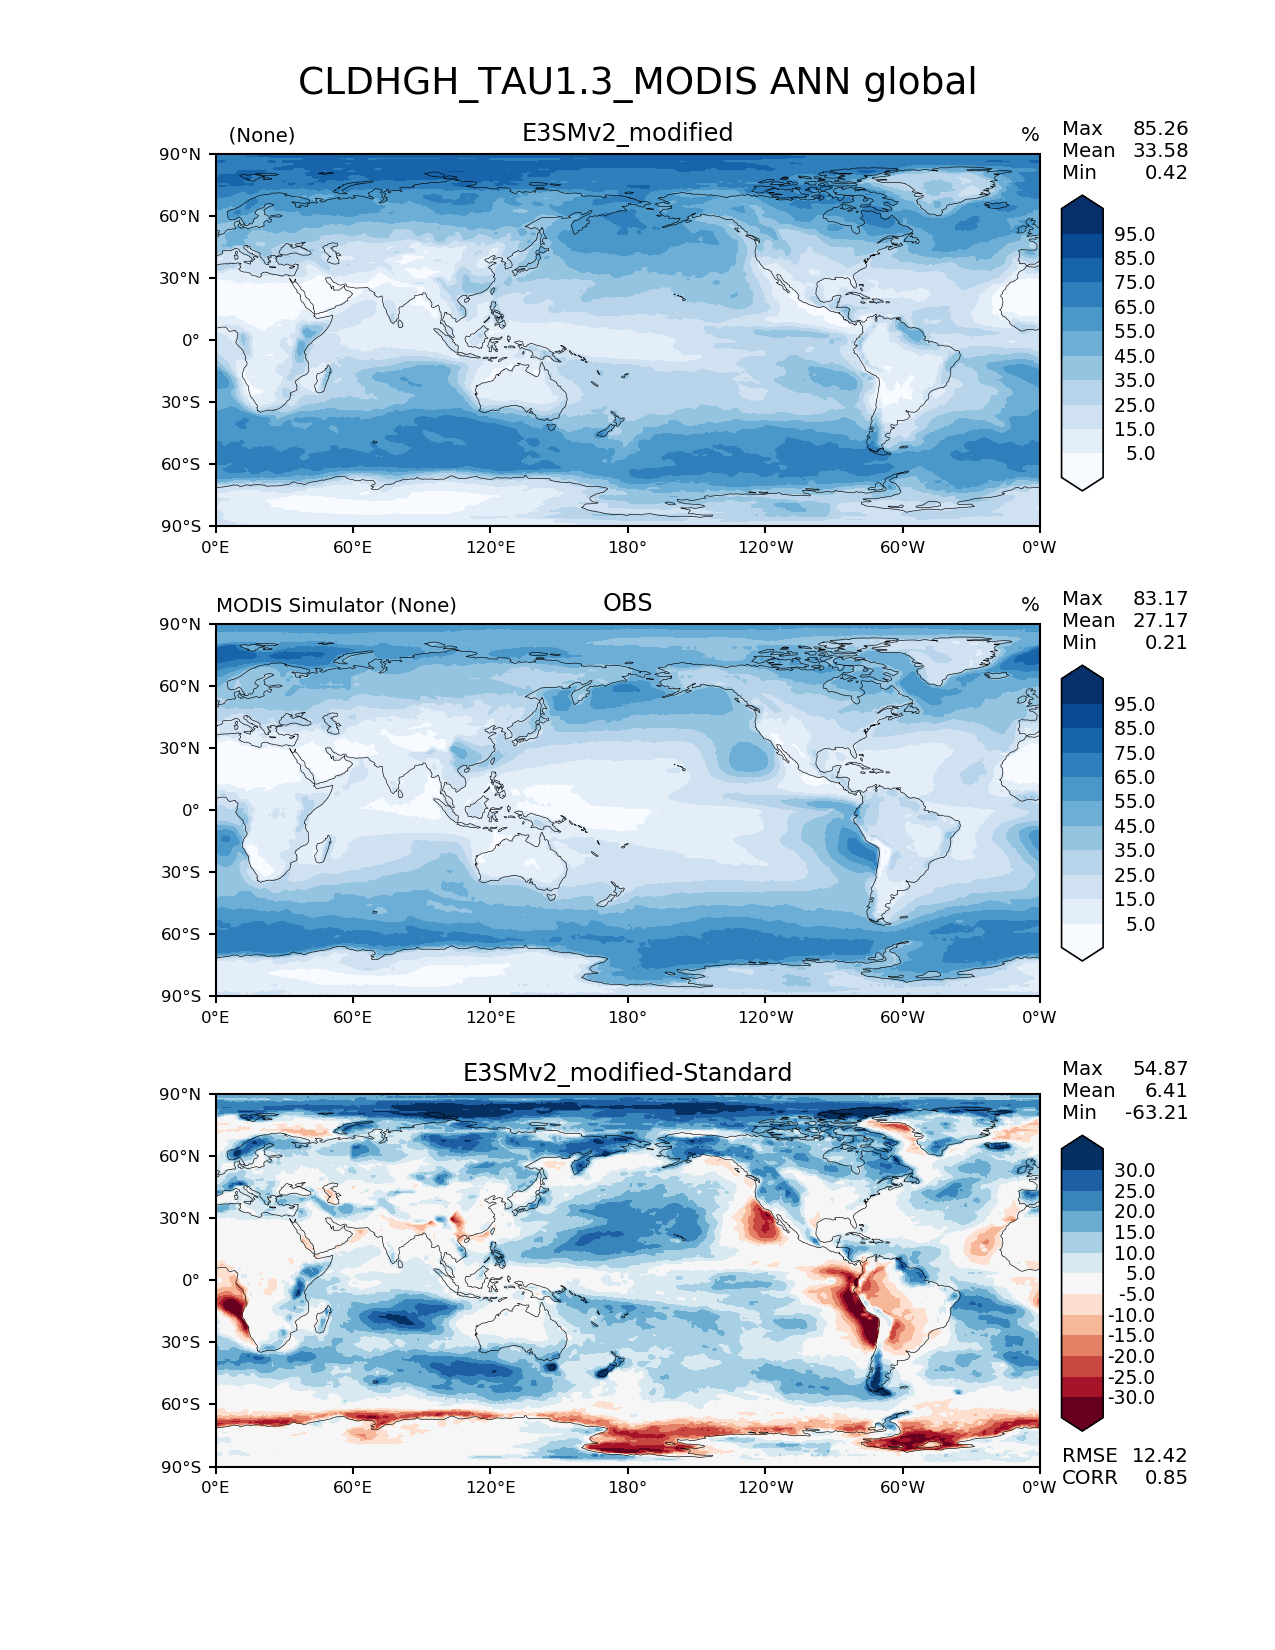 CLDHGH_TAU1.3_MODIS ANN global
(None) E3SMv2_modified %
Max 85.26
Mean 33.58
Min 0.42
90°N
60°N
30°N
0°
30°S
60°S
90°S
0°E 60°E 120°E 180° 120°W 60°W 0°W
95.0
85.0
75.0
65.0
55.0
45.0
35.0
25.0
15.0
5.0
MODIS Simulator (None) OBS %
Max 83.17
Mean 27.17
Min 0.21
90°N
60°N
30°N
0°
30°S
60°S
90°S
0°E 60°E 120°E 180° 120°W 60°W 0°W
95.0
85.0
75.0
65.0
55.0
45.0
35.0
25.0
15.0
5.0
E3SMv2_modified-Standard
Max 54.87
Mean 6.41
Min -63.21
90°N
60°N
30°N
0°
30°S
60°S
90°S
0°E 60°E 120°E 180° 120°W 60°W 0°W
30.0
25.0
20.0
15.0
10.0
5.0
-5.0
-10.0
-15.0
-20.0
-25.0
-30.0
RMSE 12.42
CORR 0.85